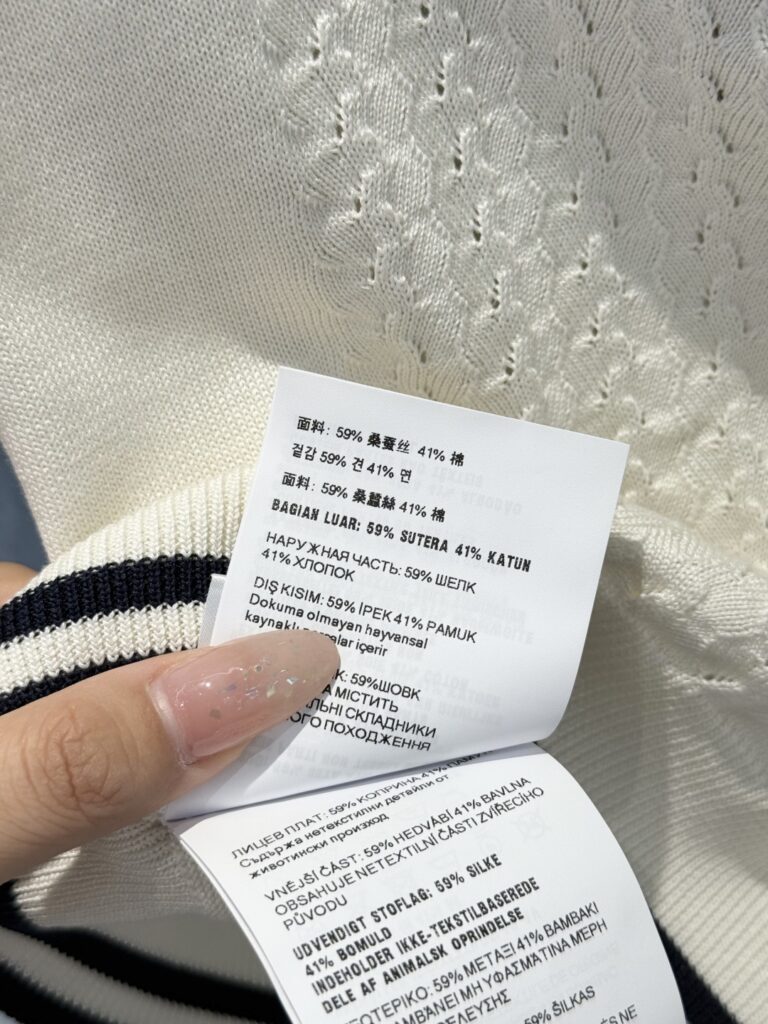 面料: 59% 桑蚕丝 41% 棉
겉감 59% 견 41% 면
面料: 59% 桑蠶絲 41% 棉
BAGIAN LUAR: 59% SUTERA 41% KATUN
НАРУЖНАЯ ЧАСТЬ: 59% ШЕЛК
41% ХЛОПОК
DIŞ KISIM: 59% İPEK 41% PAMUK
Dokuma olmayan hayvansal
kaynaklı içerir
59%ШОВК
МІСТИТЬ
СКЛАДНИКИ
ПОХОДЖЕННЯ
ЛИЦЕВ ПЛАТ: 59% КОПРИНА 41% ПАМУК
Съдържа нетекстилни детайли от
животински произход
VNĚJŠÍ ČÁST: 59% HEDVÁBÍ 41% BAVLNA
OBSAHUJE NETEXTILNÍ ČÁSTI ZVÍŘECÍHO
PŮVODU
UDVENDIGT STOFLAG: 59% SILKE
41% BOMULD
INDEHOLDER IKKE-TEKSTILBASEREDE
DELE AF ANIMALSK OPRINDELSE
59% ΜΕΤΑΞΙ 41% ΒΑΜΒΑΚΙ
ΜΗ ΥΦΑΣΜΑΤΙΝΑ ΜΕΡΗ
59% ŠILKAS